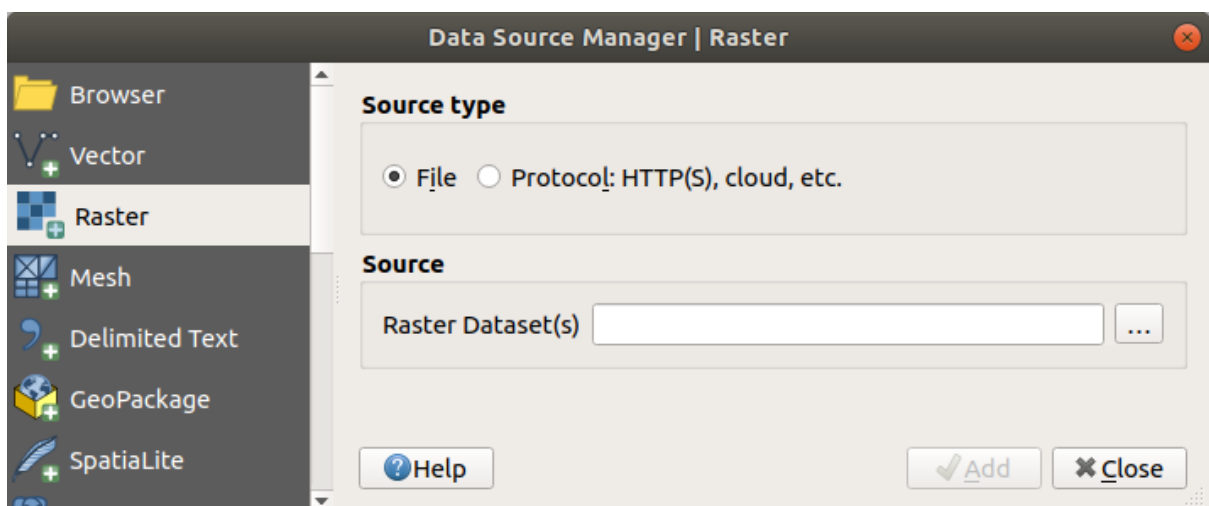 Data Source Manager | Raster
Browser
Vector
Raster
Mesh
Delimited Text
GeoPackage
SpatiaLite
Source type
File Protocol: HTTP(S), cloud, etc.
Source
Raster Dataset(s) ...
Help Add Close